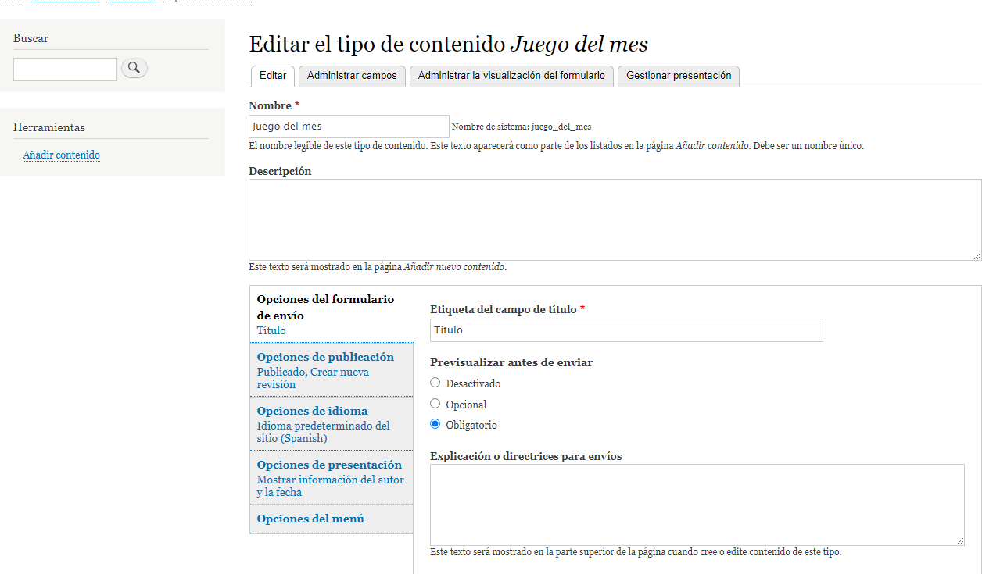 Buscar
Herramientas
Añadir contenido
Editar el tipo de contenido Juego del mes
Editar
Administrar campos
Administrar la visualización del formulario
Gestionar presentación
Nombre *
Juego del mes
Nombre de sistema: juego_del_mes
El nombre legible de este tipo de contenido. Este texto aparecerá como parte de los listados en la página Añadir contenido. Debe ser un nombre único.
Descripción
Este texto será mostrado en la página Añadir nuevo contenido.
Opciones del formulario
de envío
Título
Opciones de publicación
Publicado, Crear nueva
revisión
Opciones de idioma
Idioma predeterminado del
sitio (Spanish)
Opciones de presentación
Mostrar información del autor
y la fecha
Opciones del menú
Etiqueta del campo de título *
Título
Previsualizar antes de enviar
Desactivado
Opcional
Obligatorio
Explicación o directrices para envíos
Este texto será mostrado en la parte superior de la página cuando cree o edite contenido de este tipo.